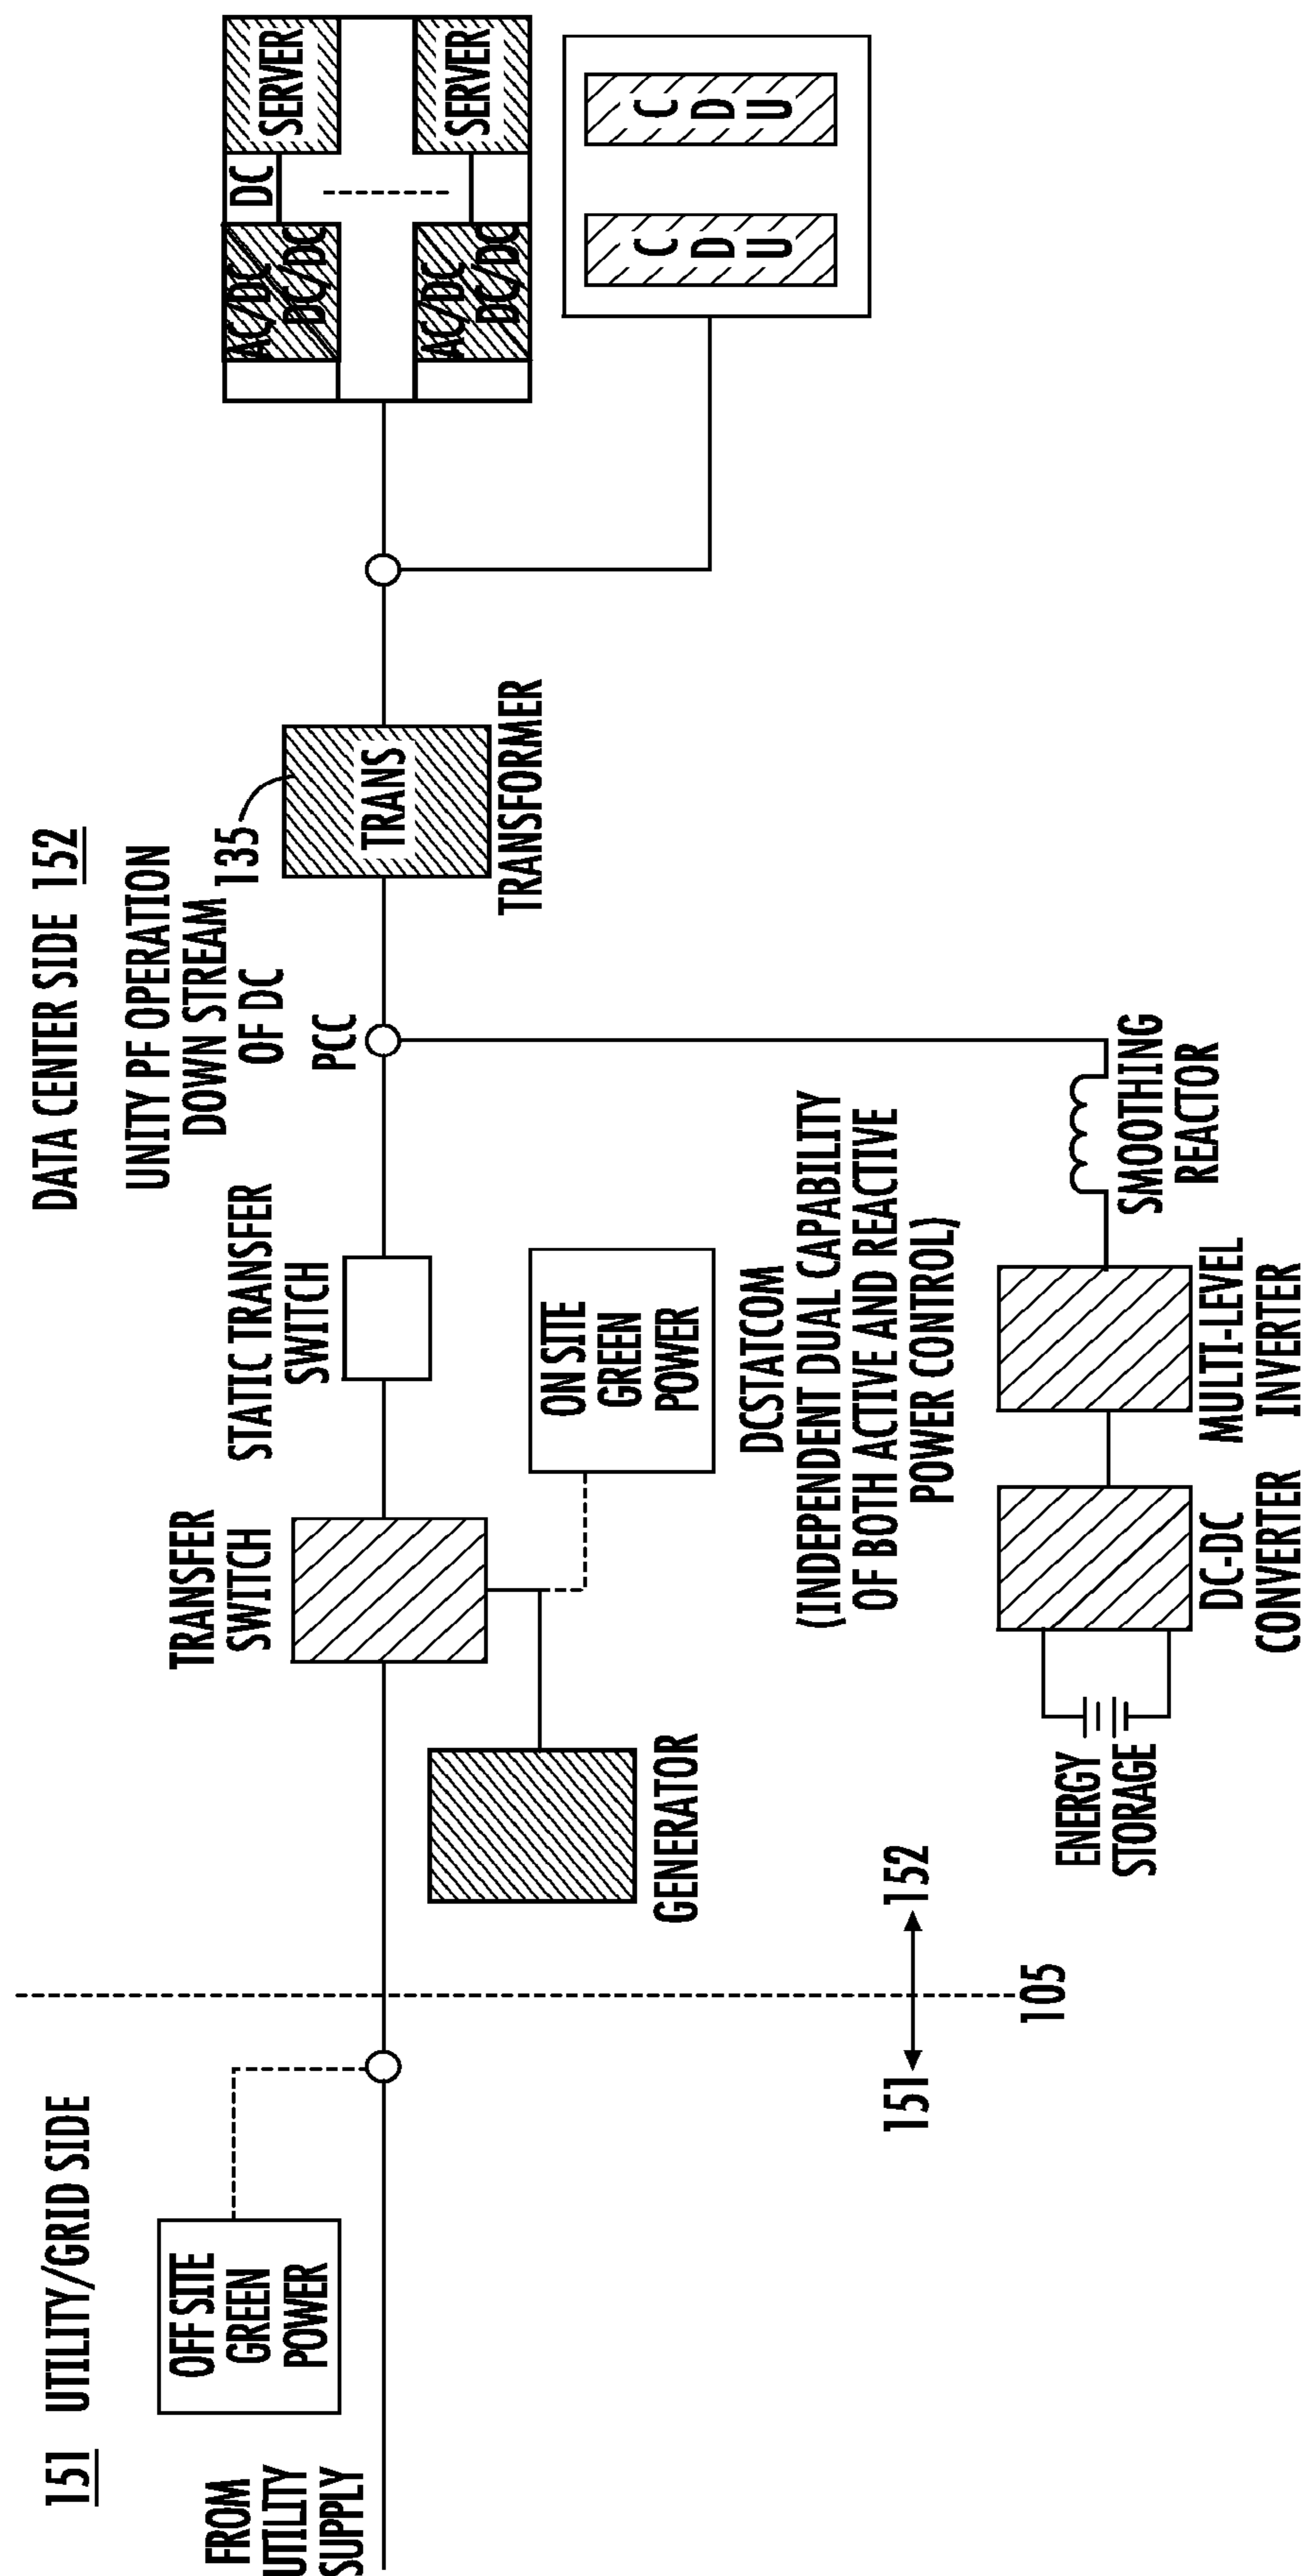 151 UTILITY/GRID SIDE
DATA CENTER SIDE 152
FROM
UTILITY
SUPPLY
OFF SITE
GREEN
POWER
TRANSFER
SWITCH
STATIC TRANSFER
SWITCH
UNITY PF OPERATION
DOWN STREAM
OF DC
PCC
135
TRANS
TRANSFORMER
AC/DC
DC/DC
DC
SERVER
AC/DC
DC/DC
SERVER
C
D
U
C
D
U
GENERATOR
ON SITE
GREEN
POWER
DCSTATCOM
(INDEPENDENT DUAL CAPABILITY
OF BOTH ACTIVE AND REACTIVE
POWER CONTROL)
151
152
105
ENERGY
STORAGE
DC-DC
CONVERTER
MULTI-LEVEL
INVERTER
SMOOTHING
REACTOR